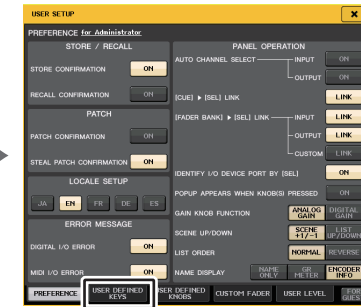 USER SETUP
PREFERENCE for Administrator
STORE / RECALL
STORE CONFIRMATION ON
RECALL CONFIRMATION ON
PATCH
PATCH CONFIRMATION ON
STEAL PATCH CONFIRMATION ON
LOCALE SETUP
JA EN FR DE ES
ERROR MESSAGE
DIGITAL I/O ERROR ON
MIDI I/O ERROR ON
PANEL OPERATION
AUTO CHANNEL SELECT INPUT ON
OUTPUT ON
[CUE] ▶ [SEL] LINK LINK
[FADER BANK] ▶ [SEL] LINK INPUT LINK
OUTPUT LINK
CUSTOM LINK
IDENTIFY I/O DEVICE PORT BY [SEL] ON
POPUP APPEARS WHEN KNOB(S) PRESSED ON
GAIN KNOB FUNCTION ANALOG GAIN DIGITAL GAIN
SCENE UP/DOWN SCENE +1/-1 LIST UP/DOWN
LIST ORDER NORMAL REVERSE
NAME DISPLAY NAME ONLY GR METER ENCODER INFO
PREFERENCE USER DEFINED KEYS USER DEFINED KNOBS CUSTOM FADER USER LEVEL FOR